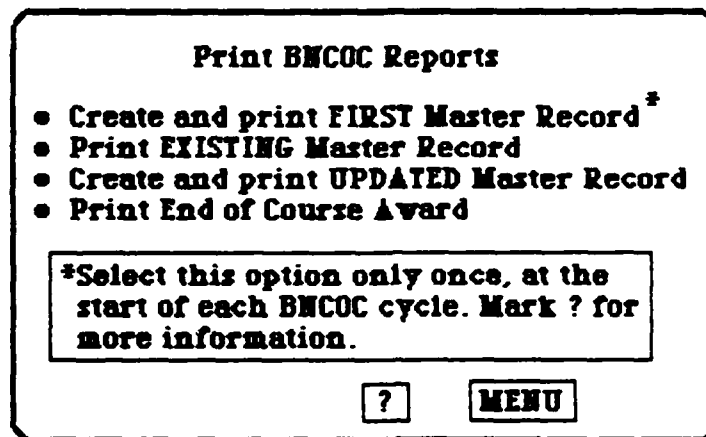 Print BNCOC Reports
• Create and print FIRST Master Record*
• Print EXISTING Master Record
• Create and print UPDATED Master Record
• Print End of Course Award
*Select this option only once, at the
start of each BNCOC cycle. Mark ? for
more information.
? MENU